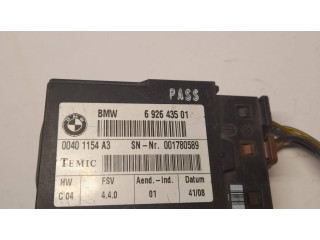 PASS
BMW 6 926 435 01
0040 1154 A3 SN-Nr. 001780589
TEMIC
HW FSV Aend.-Ind. Datum
C 04 4.4.0 01 41/08